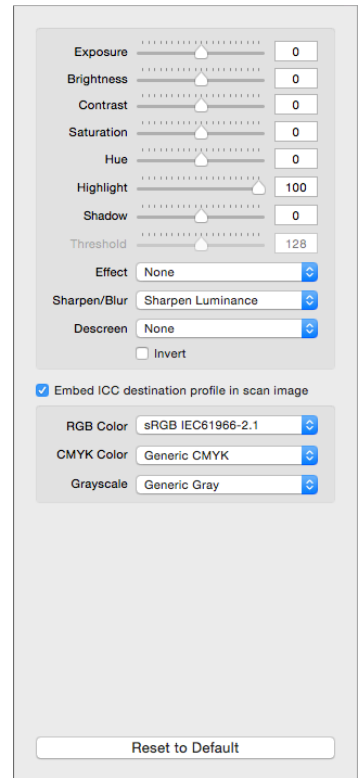 Exposure 0
Brightness 0
Contrast 0
Saturation 0
Hue 0
Highlight 100
Shadow 0
Threshold 128
Effect None
Sharpen/Blur Sharpen Luminance
Descreen None
Invert
Embed ICC destination profile in scan image
RGB Color sRGB IEC61966-2.1
CMYK Color Generic CMYK
Grayscale Generic Gray
Reset to Default